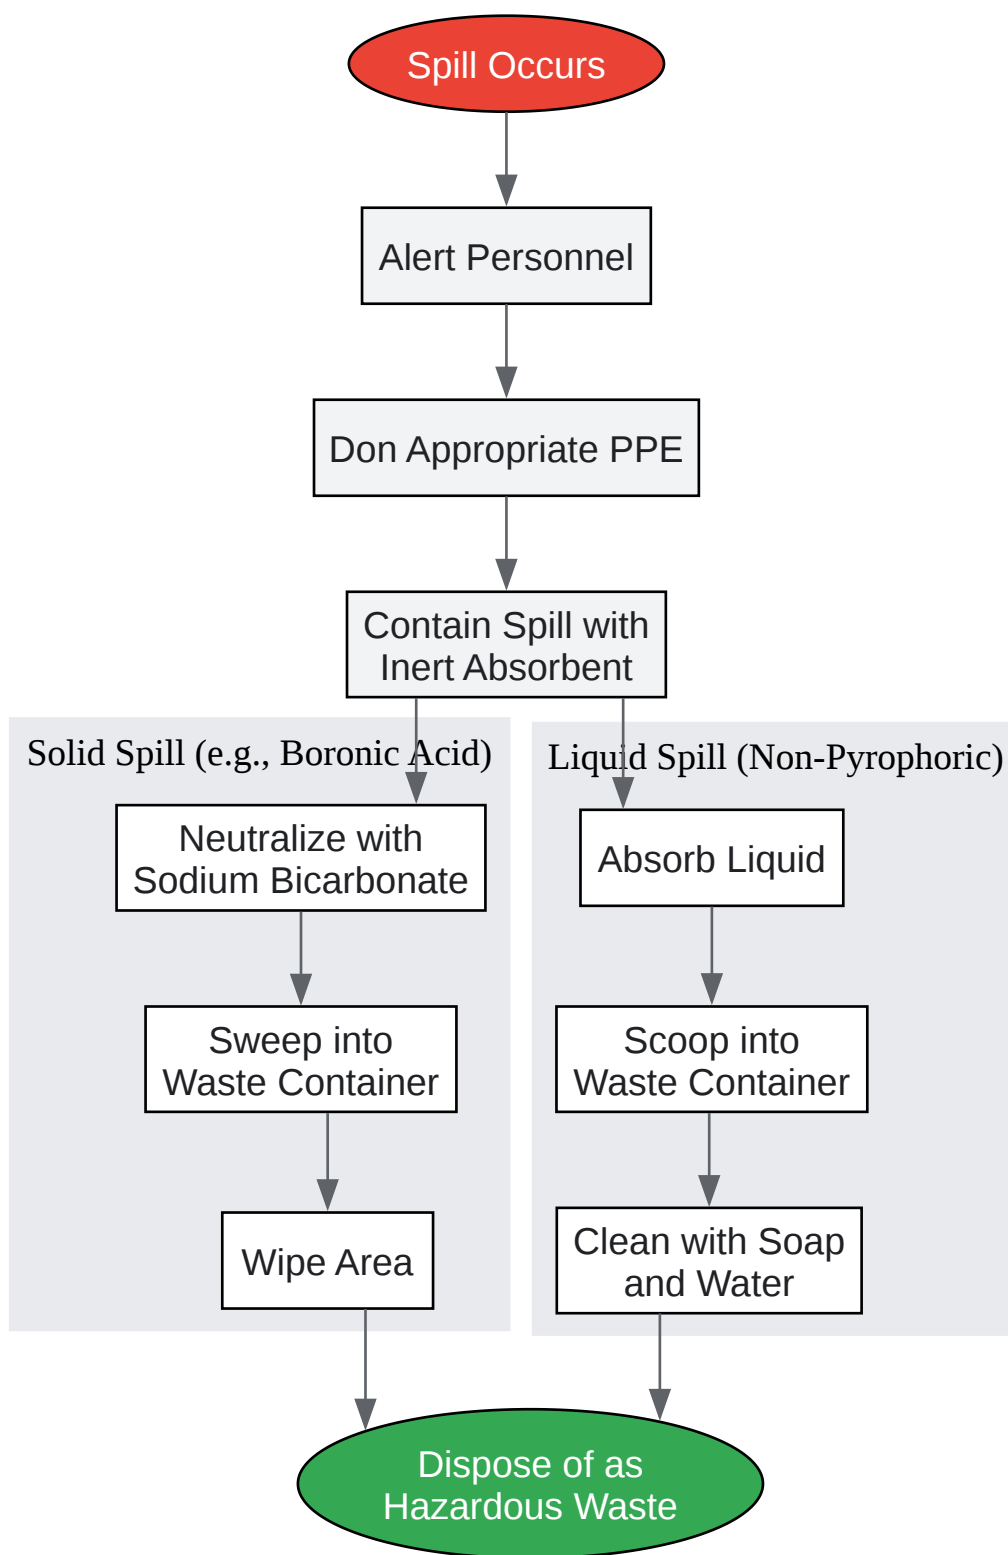 Spill Occurs
Alert Personnel
Don Appropriate PPE
Contain Spill with
Inert Absorbent
Solid Spill (e.g., Boronic Acid)
Neutralize with
Sodium Bicarbonate
Sweep into
Waste Container
Wipe Area
Liquid Spill (Non-Pyrophoric)
Absorb Liquid
Scoop into
Waste Container
Clean with Soap
and Water
Dispose of as
Hazardous Waste